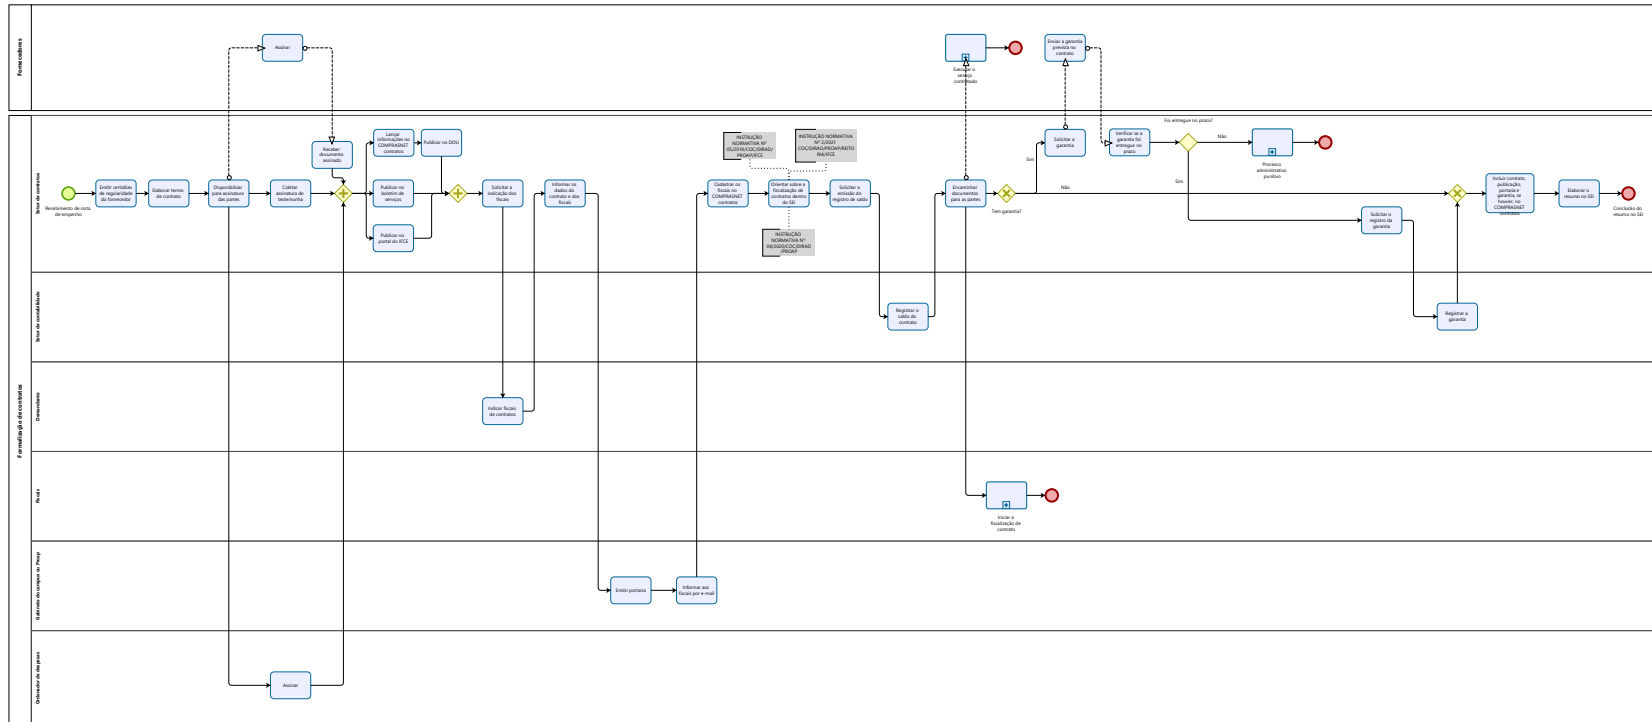 Fornecedores
Assinar
Executar o
serviço
contratado
Enviar a garantia
prevista no
contrato
Formalização de contratos
Setor de contratos
Recebimento de nota
de empenho
Emitir certidões
de regularidade
do fornecedor
Elaborar termo
de contrato
Disponibilizar
para assinatura
das partes
Coletar
assinatura de
testemunha
Receber
documento
assinado
Lançar
informações no
COMPRASNET
contratos
Publicar no DOU
Publicar no
boletim de
serviços
Publicar no
portal do IFCE
Solicitar a
indicação dos
fiscais
Informar os
dados do
contrato e dos
fiscais
INSTRUÇÃO
NORMATIVA Nº
05/2019/COC/DIRAD/
PROAP/IFCE
INSTRUÇÃO NORMATIVA
Nº 2/2021
COC/DIRAD/PROAP/REITO
RIA/IFCE
Cadastrar os
fiscais no
COMPRASNET
contratos
Orientar sobre a
fiscalização de
contratos dentro
do SEI
Solicitar a
emissão do
registro de saldo
INSTRUÇÃO
NORMATIVA Nº
04/2020/COC/DIRAD
/PROAP
Encaminhar
documentos
para as partes
Tem garantia?
Sim
Não
Solicitar a
garantia
Verificar se a
garantia foi
entregue no
prazo
Foi entregue no prazo?
Não
Sim
Processo
administrativo
punitivo
Solicitar o
registro da
garantia
Incluir contrato,
publicação,
portaria e
garantia, se
houver, no
COMPRASNET
contratos
Elaborar o
resumo no SEI
Conclusão do
resumo no SEI
Setor de contabilidade
Registrar o
saldo do
contrato
Registrar a
garantia
Demandante
Indicar fiscais
de contratos
Fiscais
Iniciar a
fiscalização de
contrato
Gabinete do campus ou Proap
Emitir portaria
Informar aos
fiscais por e-mail
Ordenador de despesas
Assinar